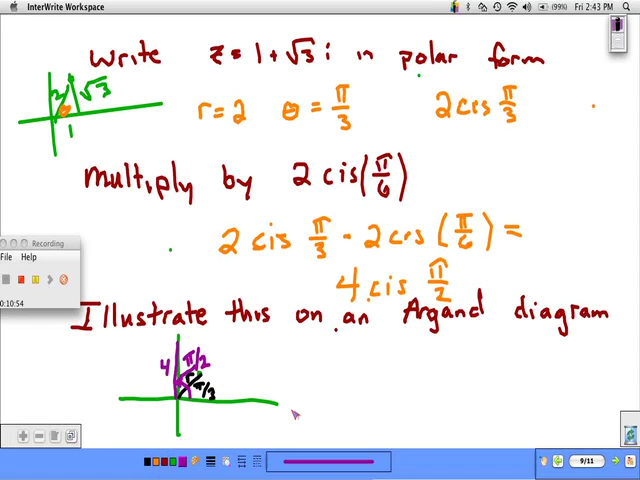 InterWrite Workspace
(99%) Fri 2:43 PM
write z = 1 + √3 i in polar form
2 √3
1
r = 2 θ = π/3 2 cis π/3
multiply by 2 cis(π/6)
Recording
File Help
0:10:54
2 cis π/3 · 2 cis (π/6) =
4 cis π/2
Illustrate this on an Argand diagram
4 π/2
π/3
9/11